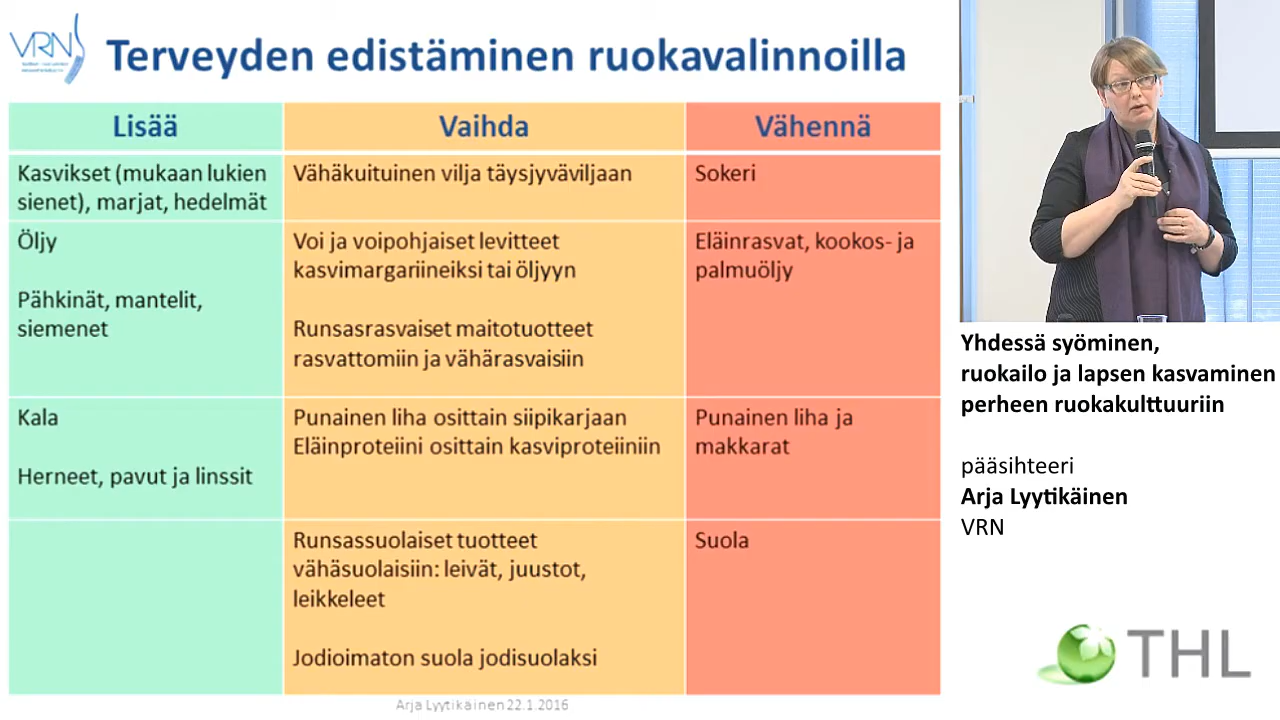 VRN
Terveyden edistäminen ruokavalinnoilla
Lisää
Vaihda
Vähennä
Kasvikset (mukaan lukien
sienet), marjat, hedelmät
Vähäkuituinen vilja täysjyväviljaan
Sokeri
Öljy
Pähkinät, mantelit,
siemenet
Voi ja voipohjaiset levitteet
kasvimargariineiksi tai öljyyn
Runsasrasvaiset maitotuotteet
rasvattomiin ja vähärasvaisiin
Eläinrasvat, kookos- ja
palmuöljy
Kala
Herneet, pavut ja linssit
Punainen liha osittain siipikarjaan
Eläinproteiini osittain kasviproteiiniin
Punainen liha ja
makkarat
Runsassuolaiset tuotteet
vähäsuolaisiin: leivät, juustot,
leikkeleet
Jodioimaton suola jodisuolaksi
Suola
Arja Lyytikäinen 22.1.2016
Yhdessä syöminen,
ruokailo ja lapsen kasvaminen
perheen ruokakulttuuriin
pääsihteeri
Arja Lyytikäinen
VRN
THL